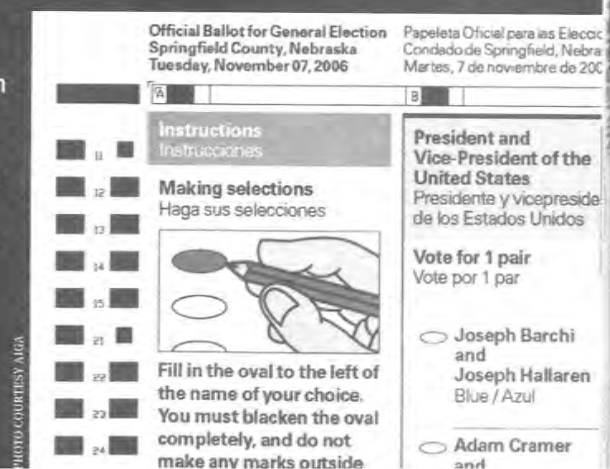 Official Ballot for General Election
Springfield County, Nebraska
Tuesday, November 07, 2006
Papeleta Oficial para las Elecc
Condado de Springfield, Nebra
Martes, 7 de noviembre de 200
n
A
B
11
12
13
14
15
21
22
23
24
Instructions
Instrucciones
Making selections
Haga sus selecciones
Fill in the oval to the left of
the name of your choice.
You must blacken the oval
completely, and do not
make any marks outside
President and
Vice-President of the
United States
Presidente y vicepreside
de los Estados Unidos
Vote for 1 pair
Vote por 1 par
Joseph Barchi
and
Joseph Hallaren
Blue / Azul
Adam Cramer
and
PHOTO COURTESY AIGA